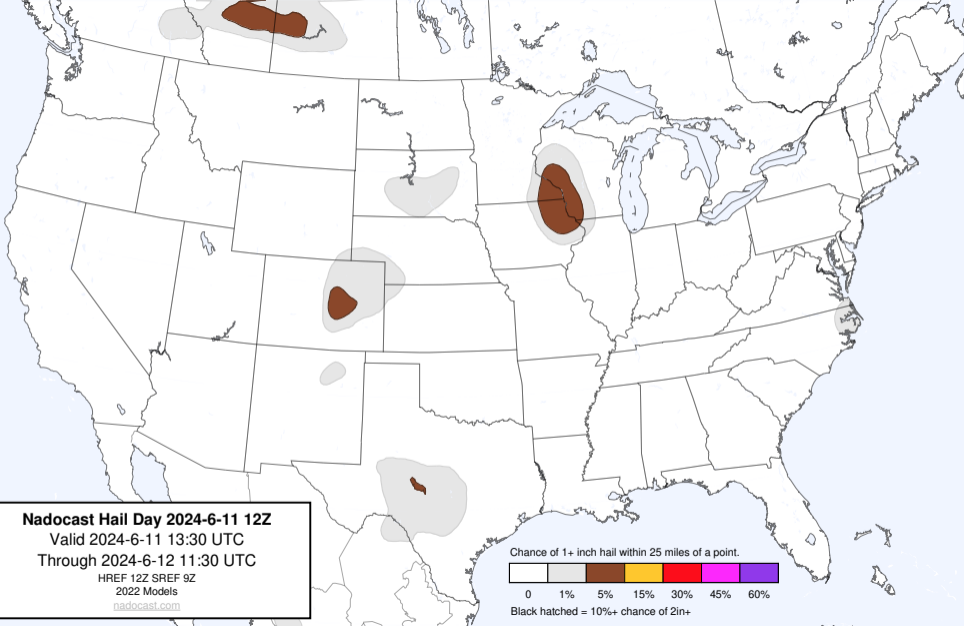 Nadocast Hail Day 2024-6-11 12Z
Valid 2024-6-11 13:30 UTC
Through 2024-6-12 11:30 UTC
HREF 12Z SREF 9Z
2022 Models
nadocast.com
Chance of 1+ inch hail within 25 miles of a point.
0 1% 5% 15% 30% 45% 60%
Black hatched = 10%+ chance of 2in+